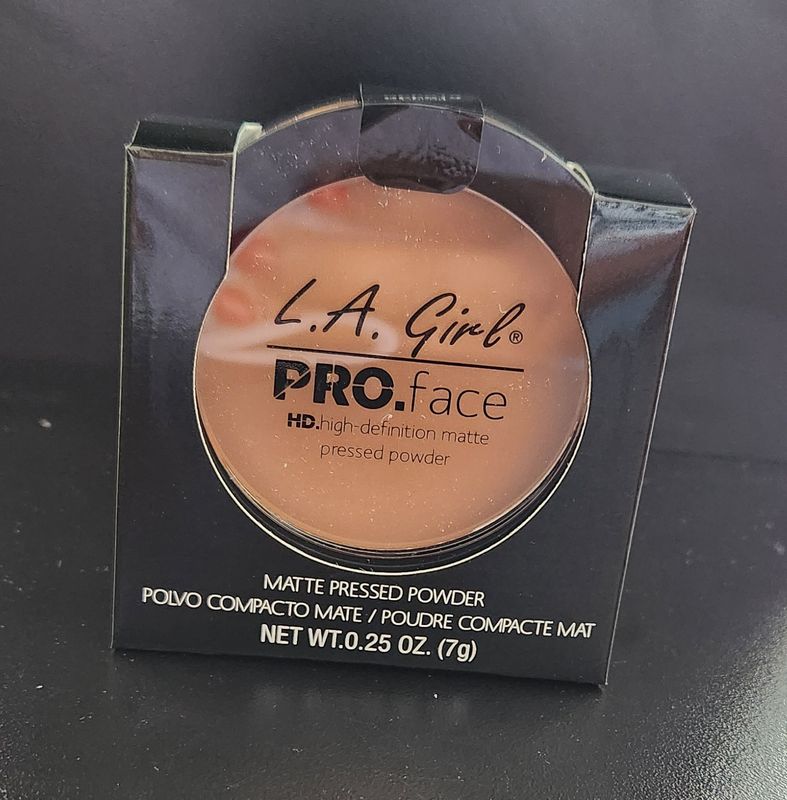 L.A. Girl®
PRO.face
HD.high-definition matte
pressed powder
MATTE PRESSED POWDER
POLVO COMPACTO MATE / POUDRE COMPACTE MAT
NET WT.0.25 OZ. (7g)